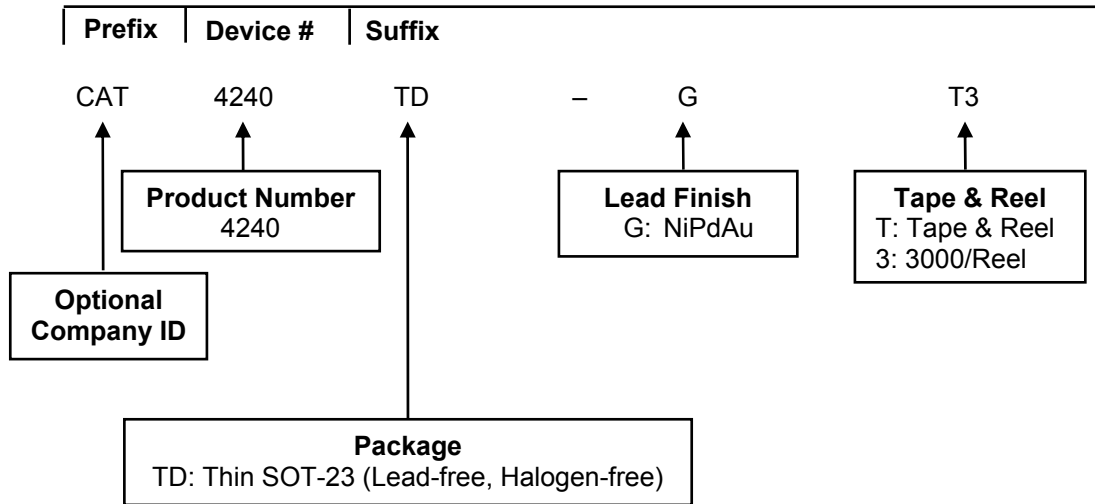 Prefix Device # Suffix
CAT 4240 TD – G T3
Product Number
4240
Lead Finish
G: NiPdAu
Tape & Reel
T: Tape & Reel
3: 3000/Reel
Optional
Company ID
Package
TD: Thin SOT-23 (Lead-free, Halogen-free)